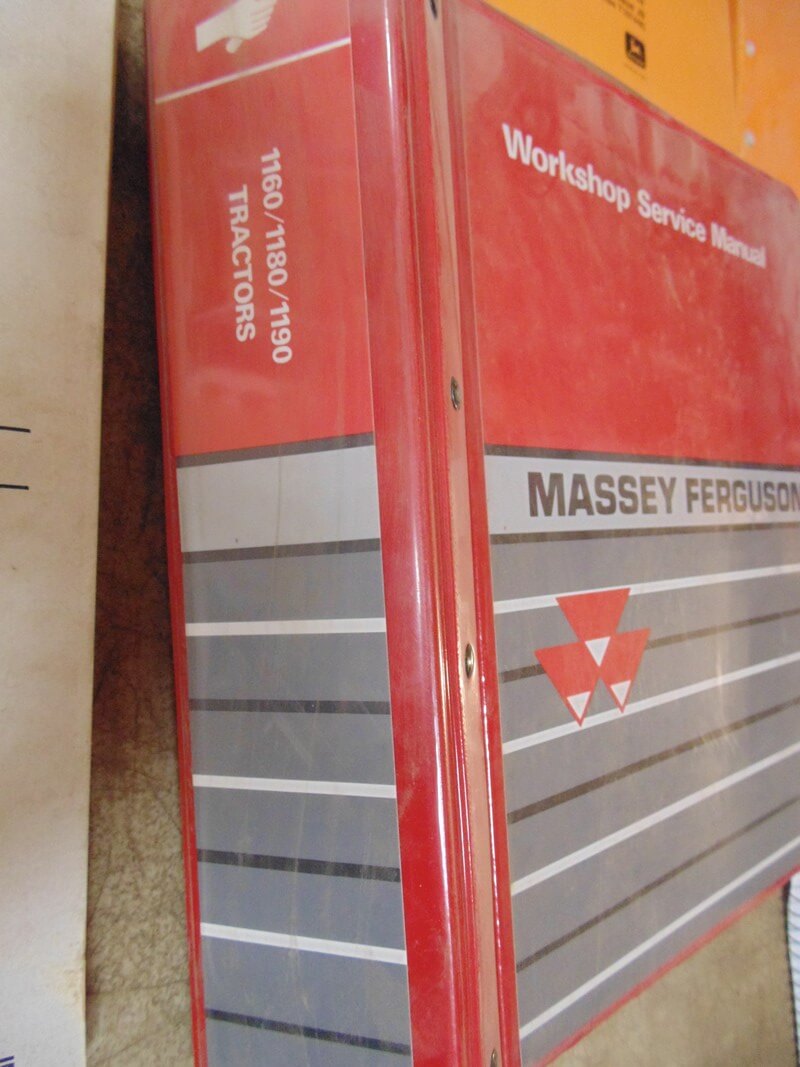 1160/1180/1190
TRACTORS
Workshop Service Manual
MASSEY FERGUSON